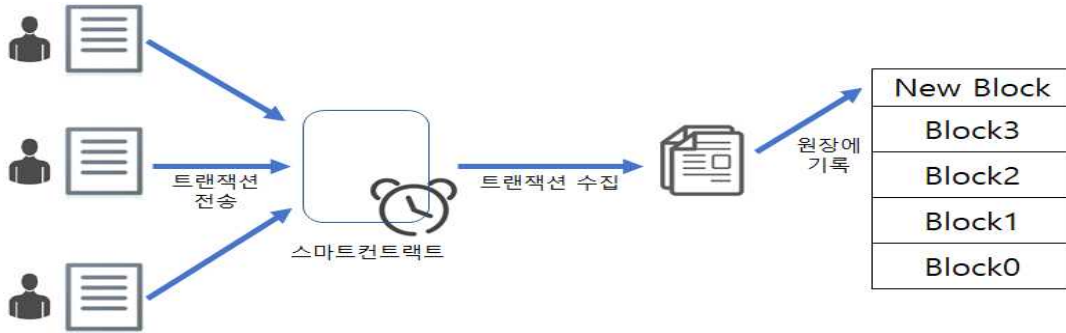 트랜잭션
전송
스마트컨트랙트
트랜잭션 수집
원장에
기록
New Block
Block3
Block2
Block1
Block0